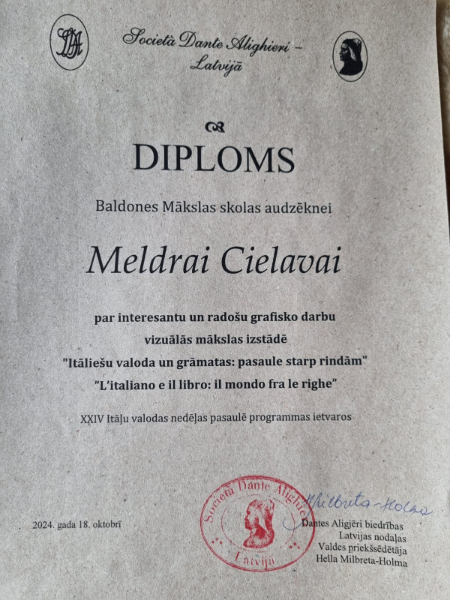 Società Dante Alighieri –
Latvijā
DIPLOMS
Baldones Mākslas skolas audzēknei
Meldrai Cielavai
par interesantu un radošu grafisko darbu
vizuālās mākslas izstādē
"Itāliešu valoda un grāmatas: pasaule starp rindām"
"L'italiano e il libro: il mondo fra le righe"
XXIV Itāļu valodas nedēļas pasaulē programmas ietvaros
Società Dante Alighieri
Latvija
Milbreta-Holma
2024. gada 18. oktobrī
Dantes Aligjēri biedrības
Latvijas nodaļas
Valdes priekšsēdētāja
Hella Milbreta-Holma